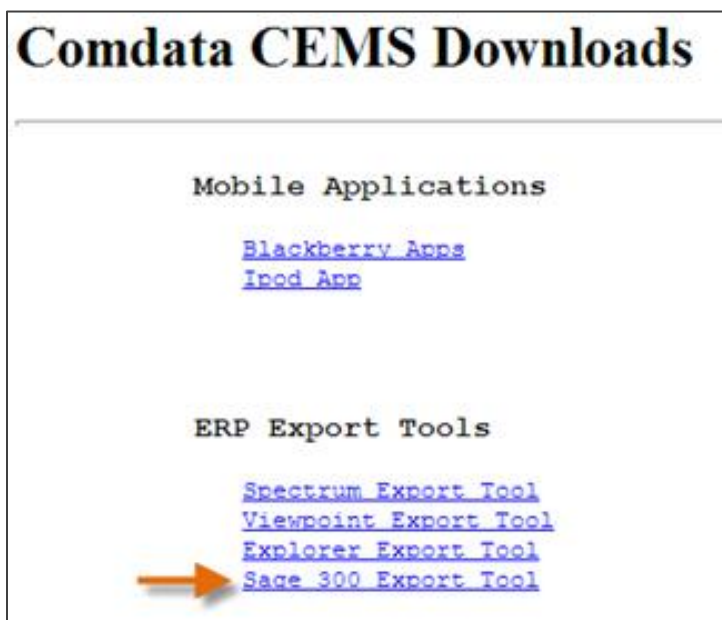 Comdata CEMS Downloads
Mobile Applications
Blackberry Apps
Ipod App
ERP Export Tools
Spectrum Export Tool
Viewpoint Export Tool
Explorer Export Tool
Sage 300 Export Tool